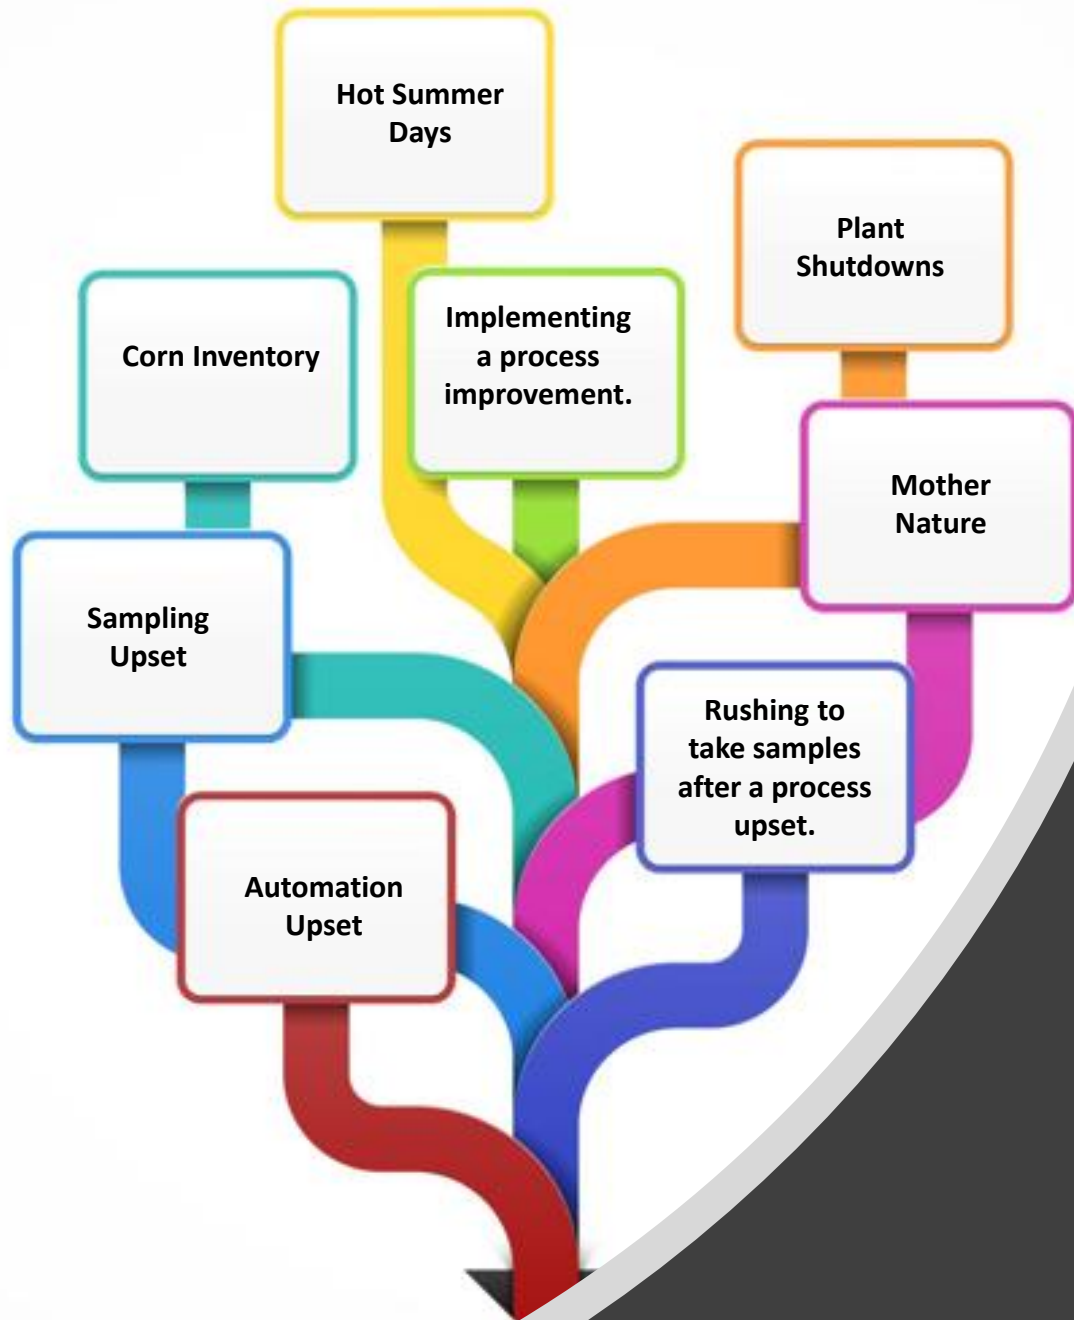 Hot Summer
Days
Plant
Shutdowns
Corn Inventory
Implementing
a process
improvement.
Mother
Nature
Sampling
Upset
Rushing to
take samples
after a process
upset.
Automation
Upset